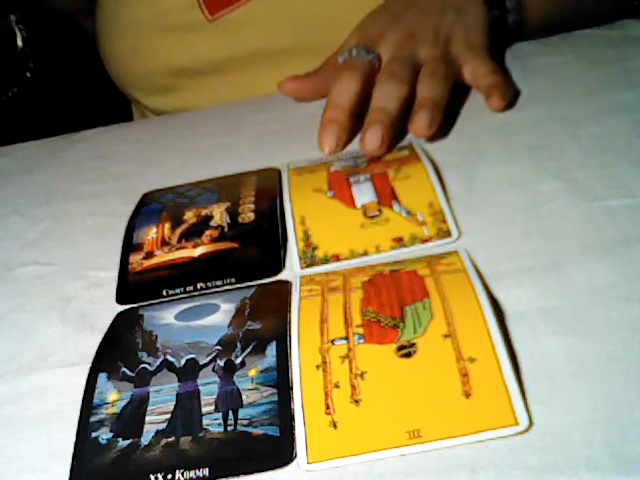 EIGHT OF PENTACLES
XX • KARMA
III